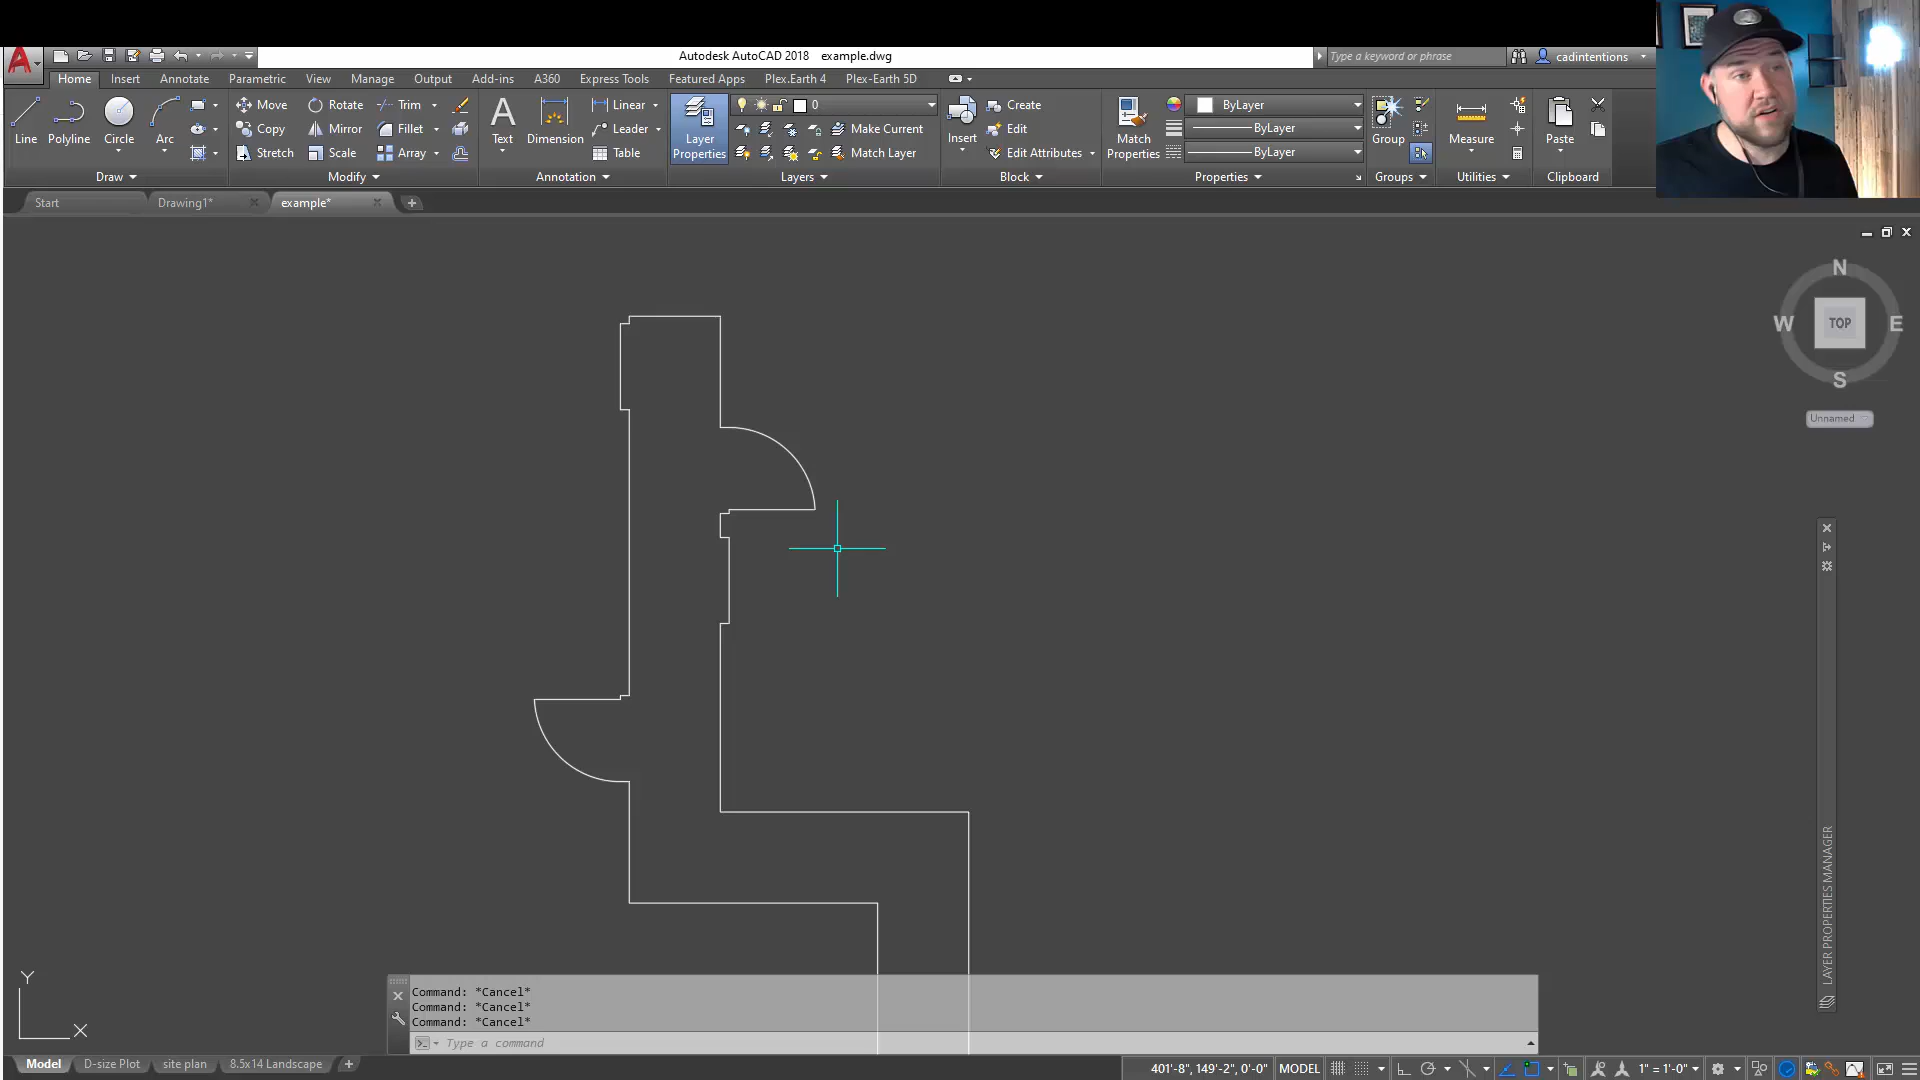 Autodesk AutoCAD 2018 example.dwg
Type a keyword or phrase
cadintentions
Home Insert Annotate Parametric View Manage Output Add-ins A360 Express Tools Featured Apps Plex.Earth 4 Plex-Earth 5D
Line Polyline Circle Arc
Move Rotate Trim
Copy Mirror Fillet
Stretch Scale Array
Text Dimension
Linear
Leader
Table
Layer
Properties
0
Make Current
Match Layer
Insert
Create
Edit
Edit Attributes
Match
Properties
ByLayer
ByLayer
ByLayer
Group
Measure
Paste
Draw Modify Annotation Layers Block Properties Groups Utilities Clipboard
Start Drawing1* example*
N
W TOP E
S
Unnamed
LAYER PROPERTIES MANAGER
Y
X
Command: *Cancel*
Command: *Cancel*
Command: *Cancel*
Type a command
Model D-size Plot site plan 8.5x14 Landscape
401'-8", 149'-2", 0'-0" MODEL 1" = 1'-0"